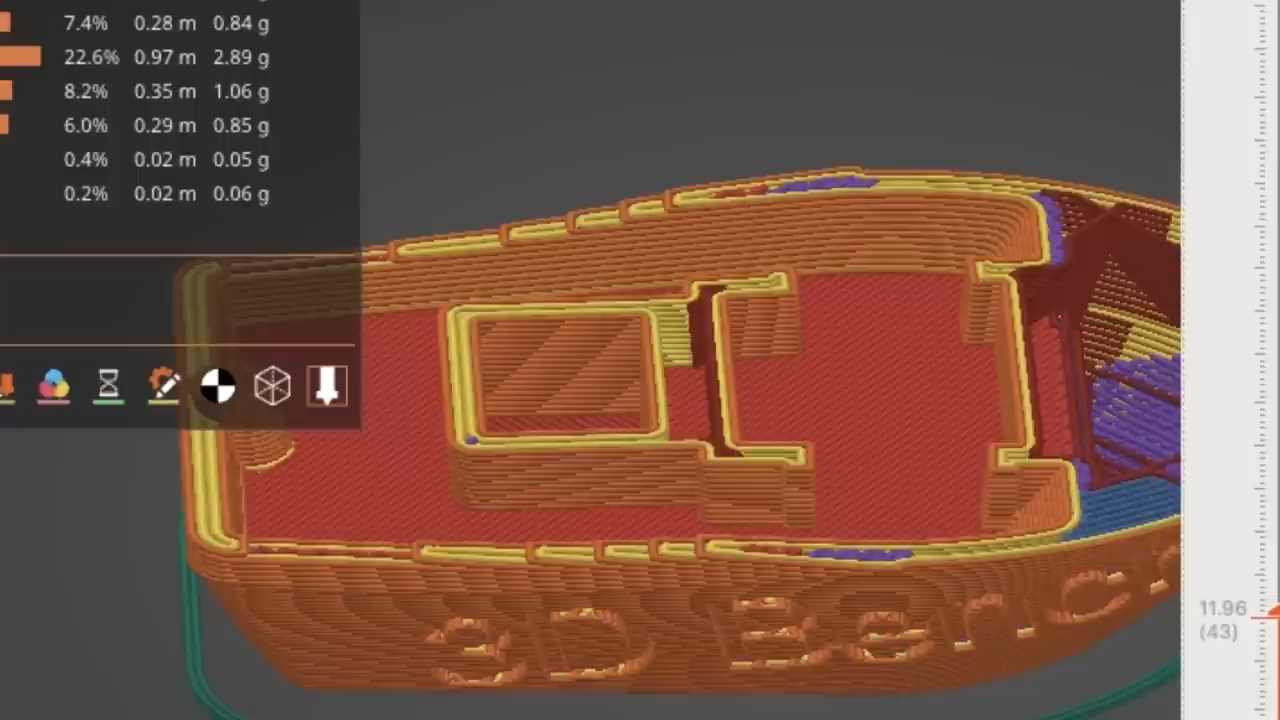 7.4% 0.28 m 0.84 g
22.6% 0.97 m 2.89 g
8.2% 0.35 m 1.06 g
6.0% 0.29 m 0.85 g
0.4% 0.02 m 0.05 g
0.2% 0.02 m 0.06 g
3D Benc
11.96
(43)